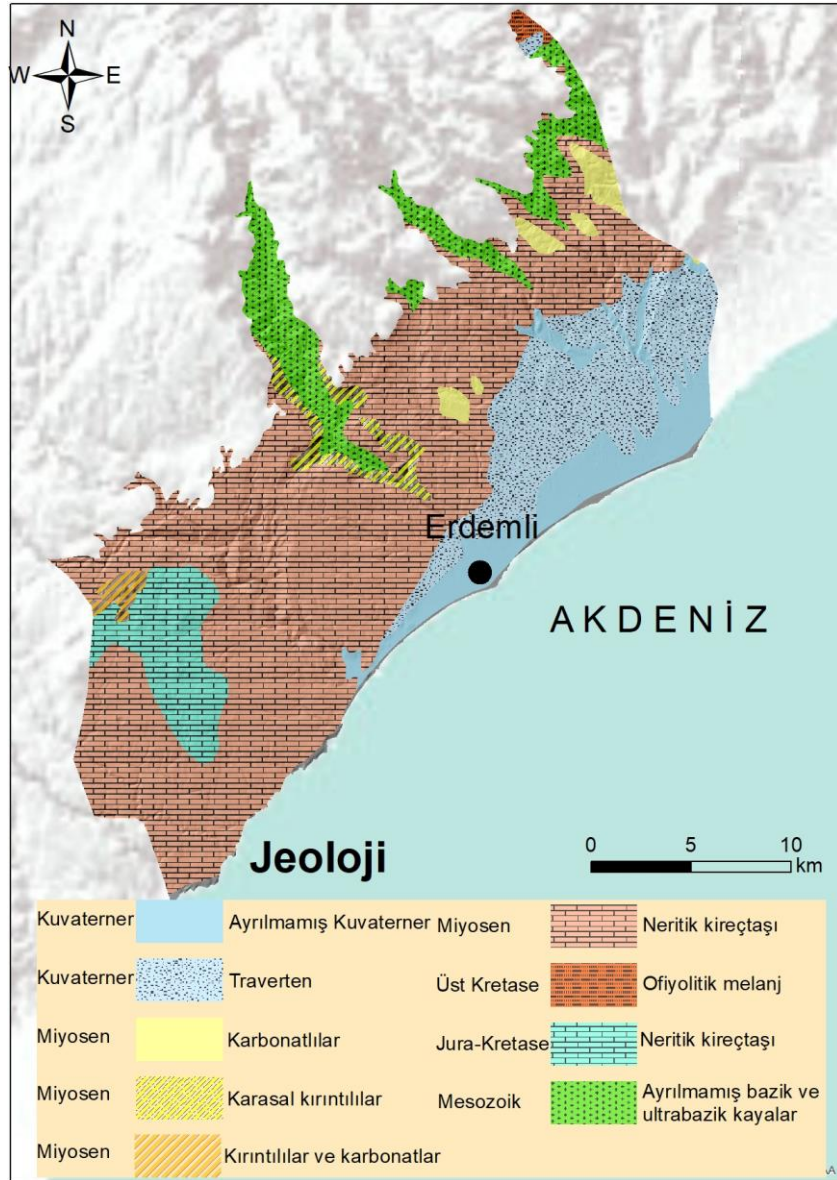 N
W E
S
Erdemli
AKDENİZ
Jeoloji
0 5 10
km
Kuvaterner Ayrılmamış Kuvaterner
Kuvaterner Traverten
Miyosen Karbonatlılar
Miyosen Karasal kırıntılılar
Miyosen Kırıntılılar ve karbonatlar
Miyosen Neritik kireçtaşı
Üst Kretase Ofiyolitik melanj
Jura-Kretase Neritik kireçtaşı
Mesozoik Ayrılmamış bazik ve
ultrabazik kayalar